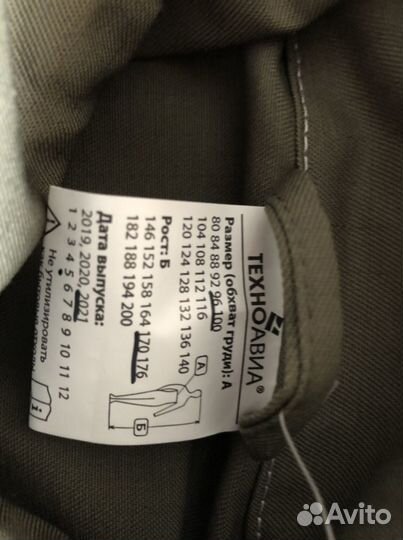 ТЕХНОАВИА®
Размер (обхват груди): А
80 84 88 92 96 100
104 108 112 116
120 124 128 132 136 140
Рост: Б
146 152 158 164 170 176
182 188 194 200
Дата выпуска:
2019, 2020, 2021
1 2 3 4 5 6 7 8 9 10 11 12
Не утилизировать
А
Б
i
Avito